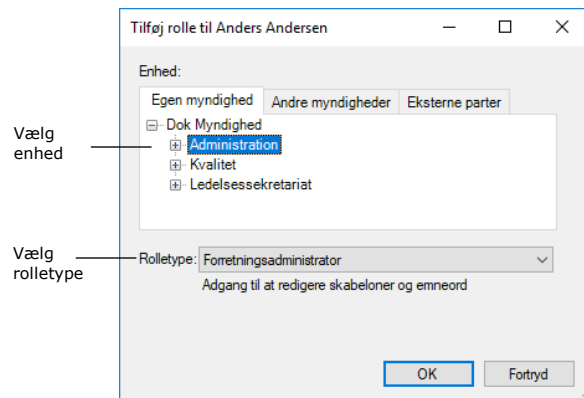 Tilføj rolle til Anders Andersen
Enhed:
Egen myndighed Andre myndigheder Eksterne parter
Dok Myndighed
Vælg enhed
Administration
Kvalitet
Ledelsessekretariat
Vælg rolletype
Rolletype: Forretningsadministrator
Adgang til at redigere skabeloner og emneord
OK Fortryd